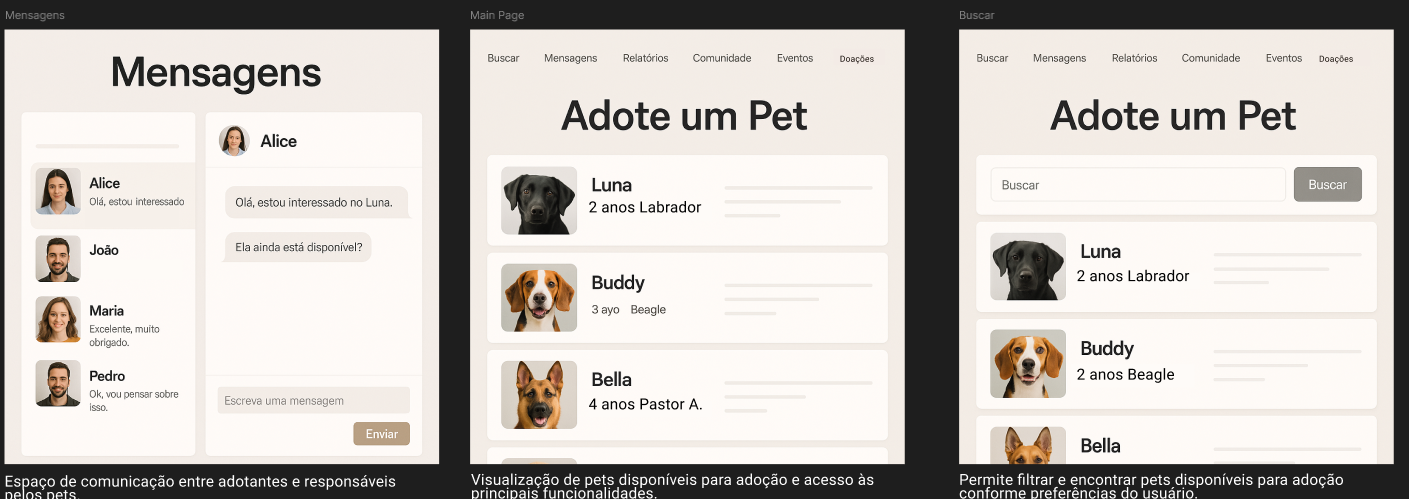 Mensagens
Mensagens
Alice
Olá, estou interessado
João
Maria
Excelente, muito
obrigado.
Pedro
Ok, vou pensar sobre
isso.
Alice
Olá, estou interessado no Luna.
Ela ainda está disponível?
Escreva uma mensagem
Enviar
Espaço de comunicação entre adotantes e responsáveis
pelos pets.
Main Page
Buscar Mensagens Relatórios Comunidade Eventos Doações
Adote um Pet
Luna
2 anos Labrador
Buddy
3 ayo Beagle
Bella
4 anos Pastor A.
Visualização de pets disponíveis para adoção e acesso às
principais funcionalidades.
Buscar
Buscar Mensagens Relatórios Comunidade Eventos Doações
Adote um Pet
Buscar
Buscar
Luna
2 anos Labrador
Buddy
2 anos Beagle
Bella
Permite filtrar e encontrar pets disponíveis para adoção
conforme preferências do usuário.